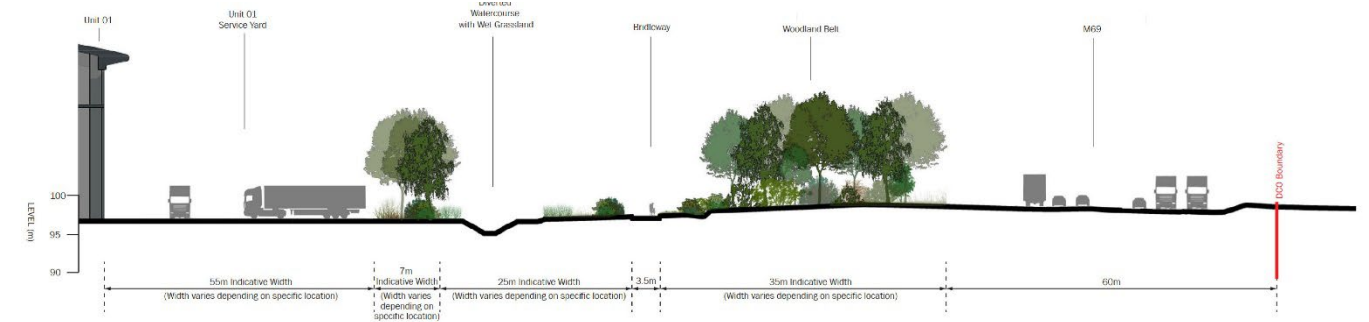 Unit 01
Unit 01
Service Yard
Diverted
Watercourse
with Wet Grassland
Bridleway
Woodland Belt
M69
DCO Boundary
LEVEL (m)
100
95
90
55m Indicative Width
(Width varies depending on specific location)
7m
Indicative Width
(Width varies
depending on
specific location)
25m Indicative Width
(Width varies depending on specific location)
3.5m
35m Indicative Width
(Width varies depending on specific location)
60m